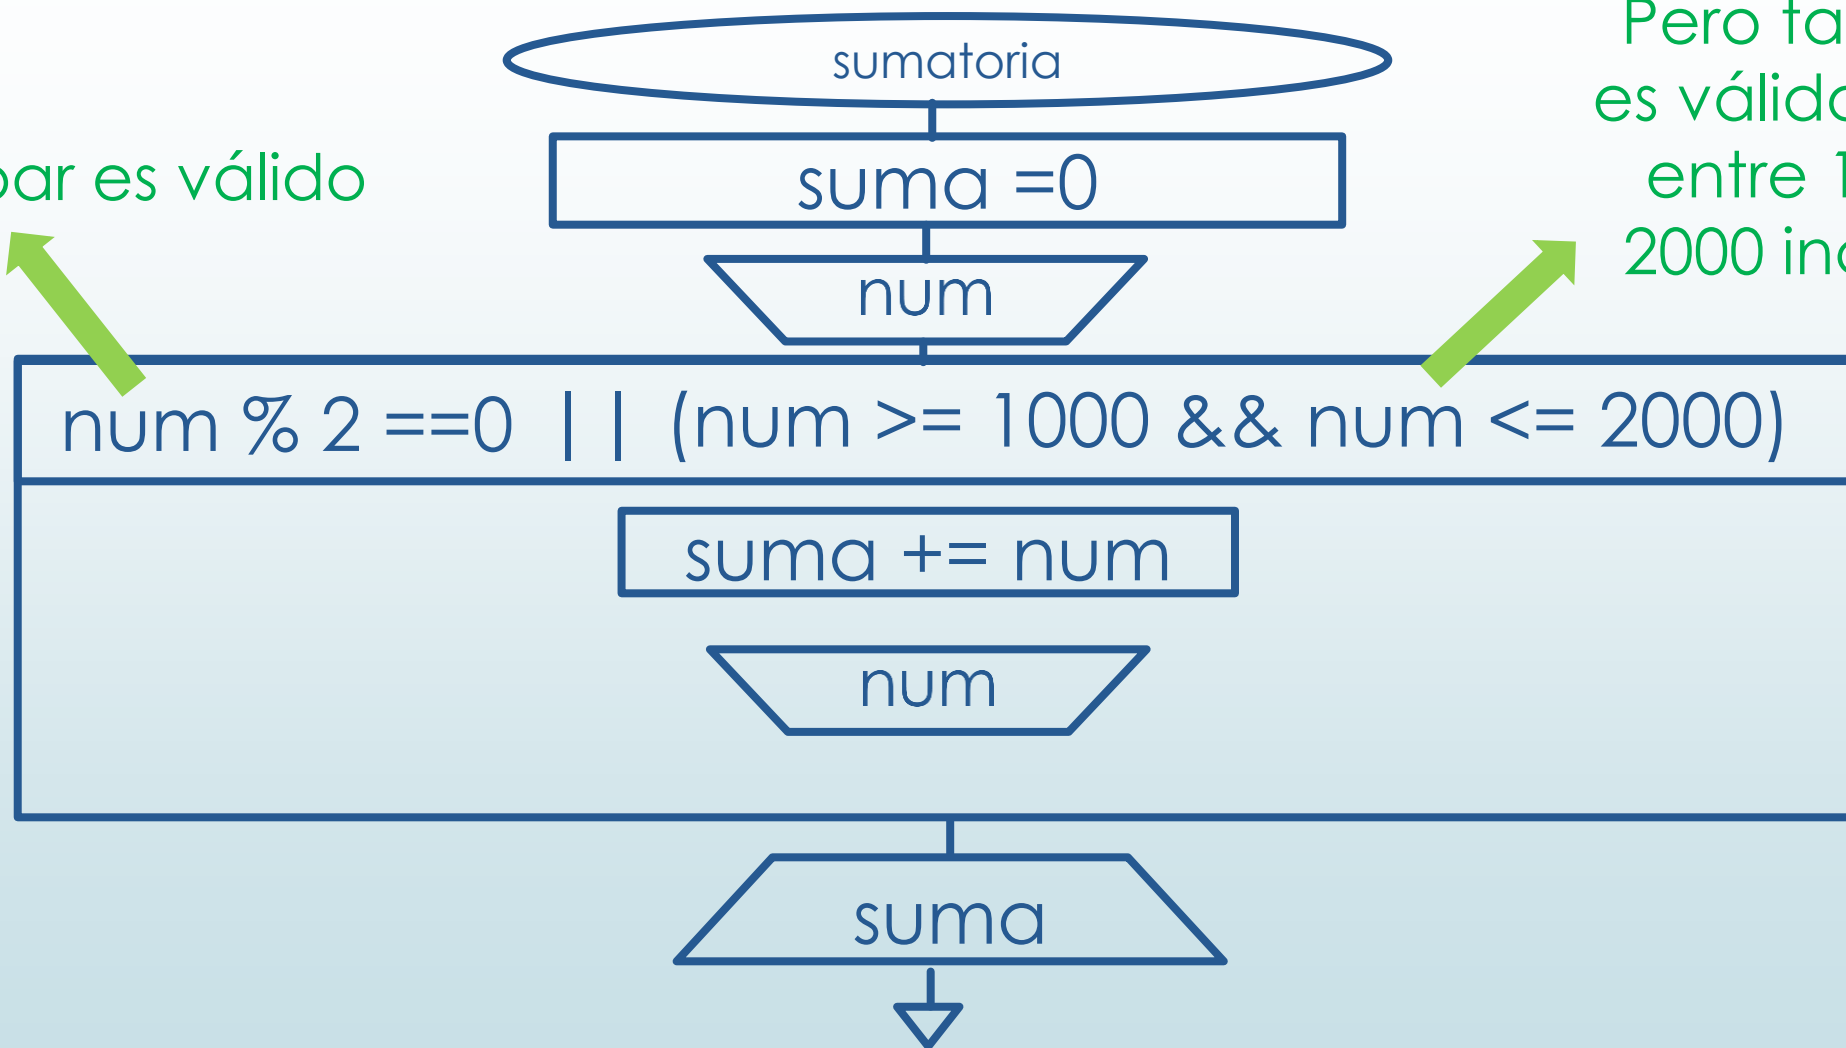 sumatoria
suma =0
num
par es válido
Pero
es
entre
2000
num % 2 ==0 || (num >= 1000 && num <= 2000)
suma += num
num
suma